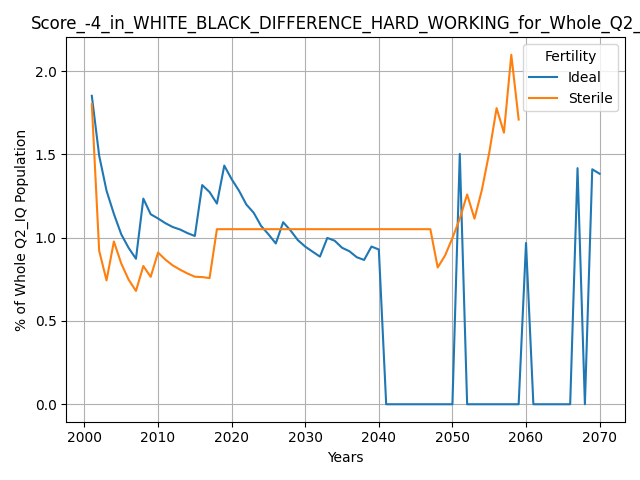 Score_-4_in_WHITE_BLACK_DIFFERENCE_HARD_WORKING_for_Whole_Q2_
Fertility
Ideal
Sterile
% of Whole Q2_IQ Population
2.0
1.5
1.0
0.5
0.0
2000 2010 2020 2030 2040 2050 2060 2070
Years